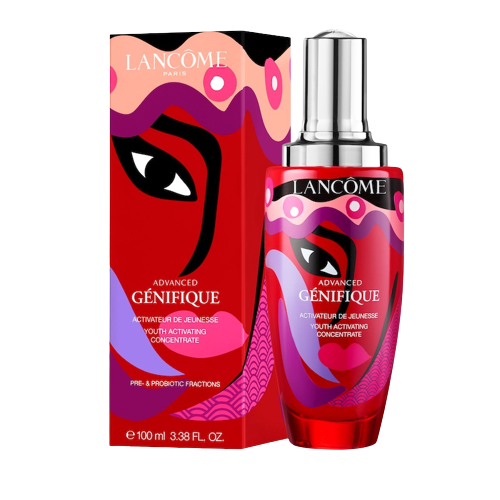 LANCÔME
PARIS
ADVANCED
GÉNIFIQUE
ACTIVATEUR DE JEUNESSE
YOUTH ACTIVATING
CONCENTRATE
PRE- & PROBIOTIC FRACTIONS
e 100 ml 3.38 FL. OZ.
LANCÔME
ADVANCED
GÉNIFIQUE
ACTIVATEUR DE JEUNESSE
YOUTH ACTIVATING
CONCENTRATE